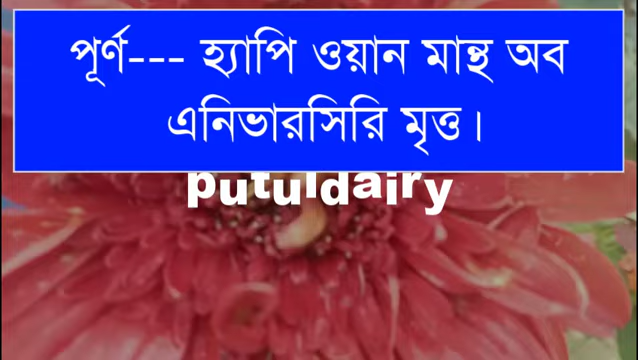 পূর্ণ--- হ্যাপি ওয়ান মান্থ অব
এনিভারসিরি মৃত্ত।
putuldairy